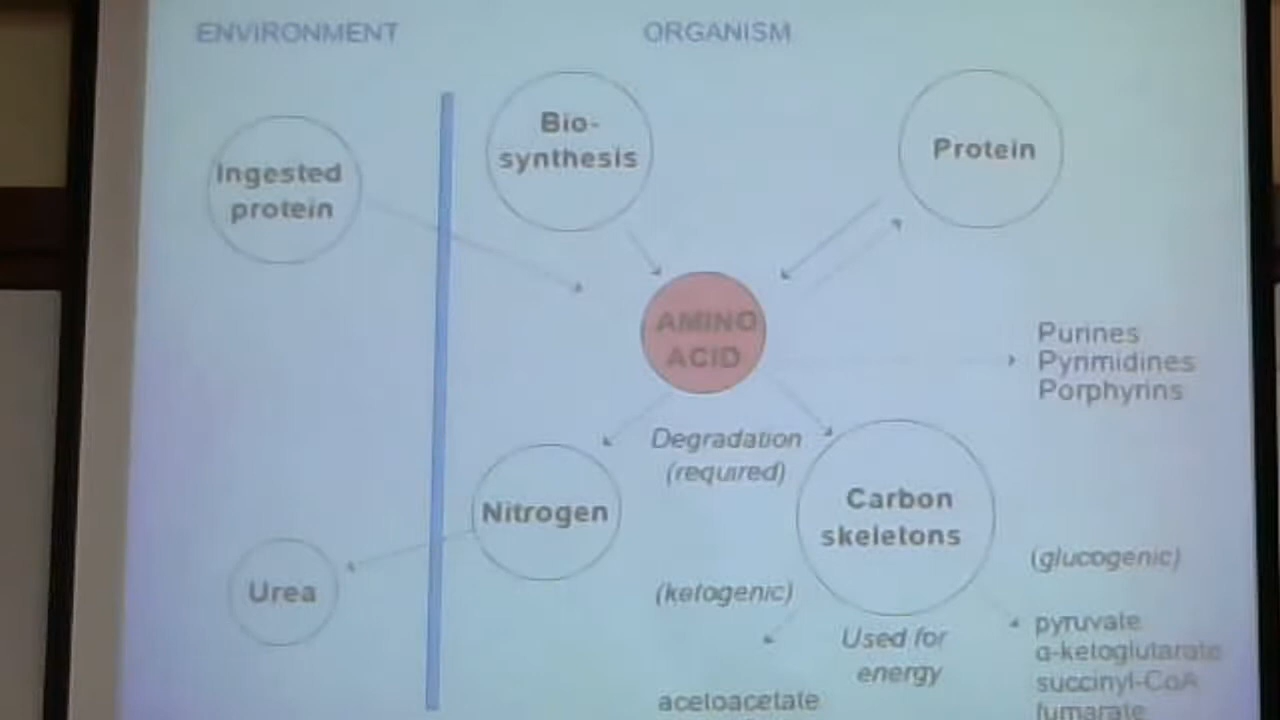 ENVIRONMENT
ORGANISM
Bio-
synthesis
Protein
Ingested
protein
AMINO
ACID
Purines
Pyrimidines
Porphyrins
Degradation
(required)
Nitrogen
Carbon
skeletons
Urea
(ketogenic)
(glucogenic)
Used for
energy
pyruvate
α-ketoglutarate
succinyl-CoA
fumarate
acetoacetate